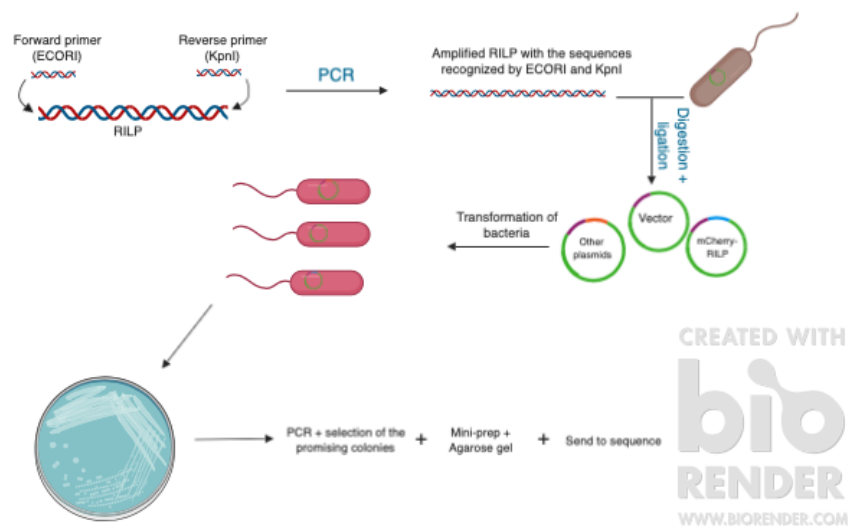 Forward primer
(ECORI)
Reverse primer
(KpnI)
RILP
PCR
Amplified RILP with the sequences
recognized by ECORI and KpnI
Digestion +
ligation
Vector
Other
plasmids
mCherry-
RILP
Transformation of
bacteria
PCR + selection of the
promising colonies
+
Mini-prep +
Agarose gel
+
Send to sequence
CREATED WITH
bio
RENDER
WWW.BIORENDER.COM